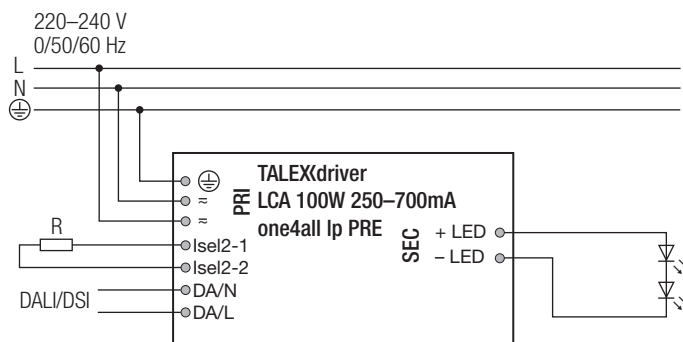 220–240 V
0/50/60 Hz
L
N
TALEXXdriver
LCA 100W 250–700mA
one4all lp PRE
PRI
≂
≂
R
Isel2-1
Isel2-2
DALI/DSI
DA/N
DA/L
SEC
+ LED
– LED